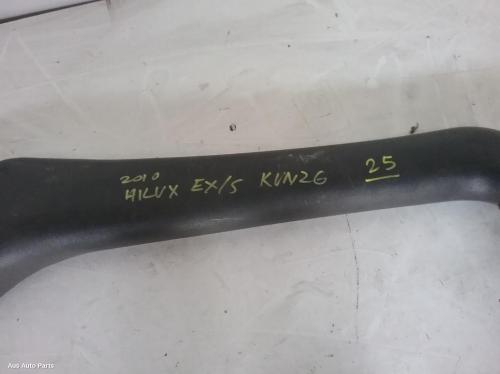 2010
HILUX EX/S KUN26 25
Aus Auto Parts